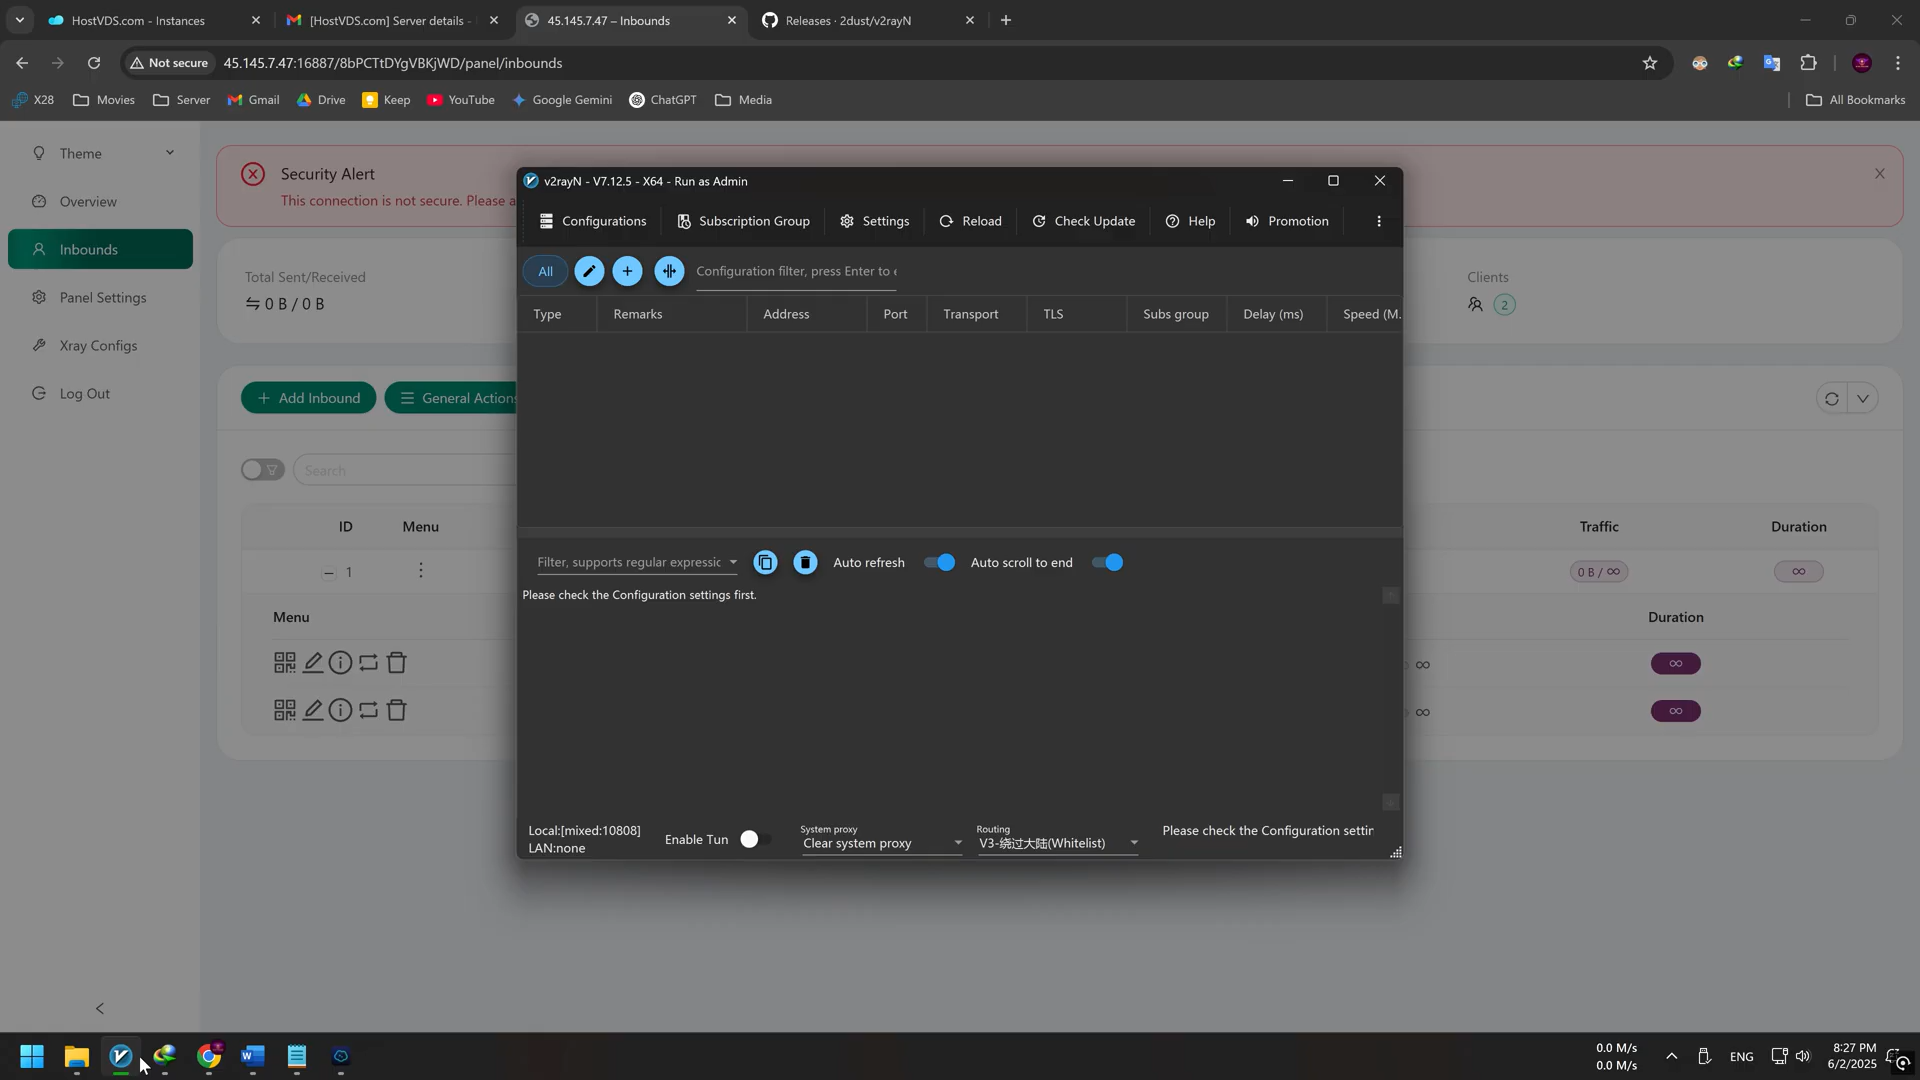 HostVDS.com - Instances
[HostVDS.com] Server details -
45.145.7.47 – Inbounds
Releases · 2dust/v2rayN
Not secure
45.145.7.47:16887/8bPCTtDYgVBKjWD/panel/inbounds
X28
Movies
Server
Gmail
Drive
Keep
YouTube
Google Gemini
ChatGPT
Media
All Bookmarks
Theme
Overview
Inbounds
Panel Settings
Xray Configs
Log Out
Security Alert
This connection is not secure. Please a
Total Sent/Received
0 B / 0 B
Clients
2
Add Inbound
General Actions
Search
ID
Menu
Traffic
Duration
1
0 B / ∞
∞
Menu
Duration
∞
∞
∞
∞
v2rayN - V7.12.5 - X64 - Run as Admin
Configurations
Subscription Group
Settings
Reload
Check Update
Help
Promotion
All
Configuration filter, press Enter to e
Type
Remarks
Address
Port
Transport
TLS
Subs group
Delay (ms)
Speed (M.
Filter, supports regular expressic
Auto refresh
Auto scroll to end
Please check the Configuration settings first.
Local:[mixed:10808]
LAN:none
Enable Tun
System proxy
Clear system proxy
Routing
V3-绕过大陆(Whitelist)
Please check the Configuration settin
0.0 M/s
0.0 M/s
ENG
8:27 PM
6/2/2025